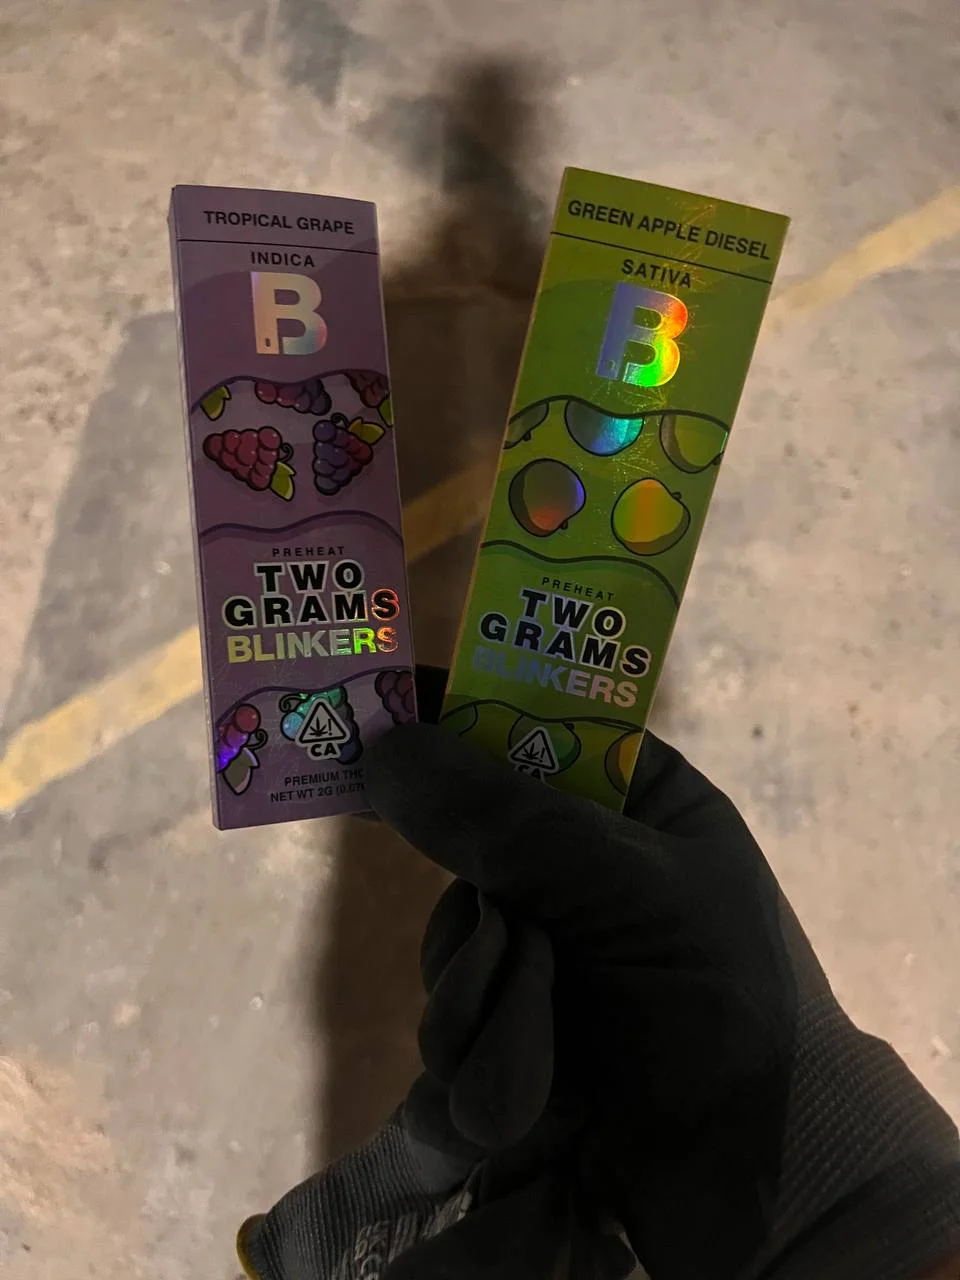 TROPICAL GRAPE
INDICA
B
PREHEAT
TWO
GRAMS
BLINKERS
CA
PREMIUM THC
NET WT 2G
GREEN APPLE DIESEL
SATIVA
B
PREHEAT
TWO
GRAMS
BLINKERS
CA